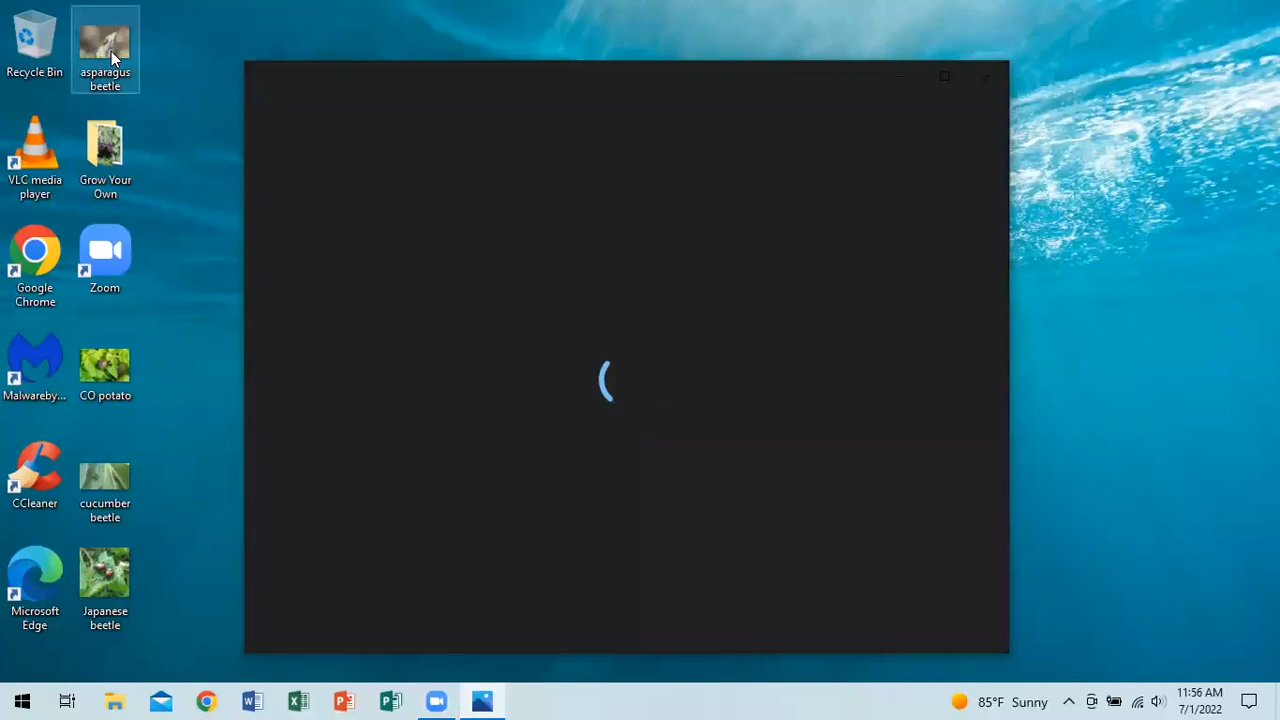 Recycle Bin
asparagus
beetle
VLC media
player
Grow Your
Own
Google
Chrome
Zoom
Malwareby...
CO potato
CCleaner
cucumber
beetle
Microsoft
Edge
Japanese
beetle
85°F Sunny
11:56 AM
7/1/2022